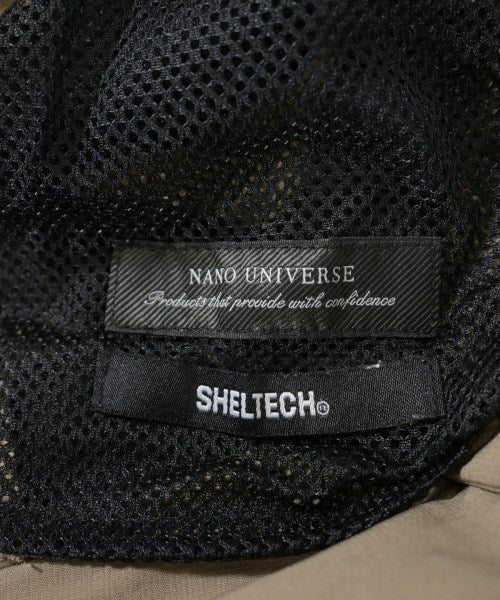 NANO UNIVERSE
Products that provide with confidence
SHELTECH